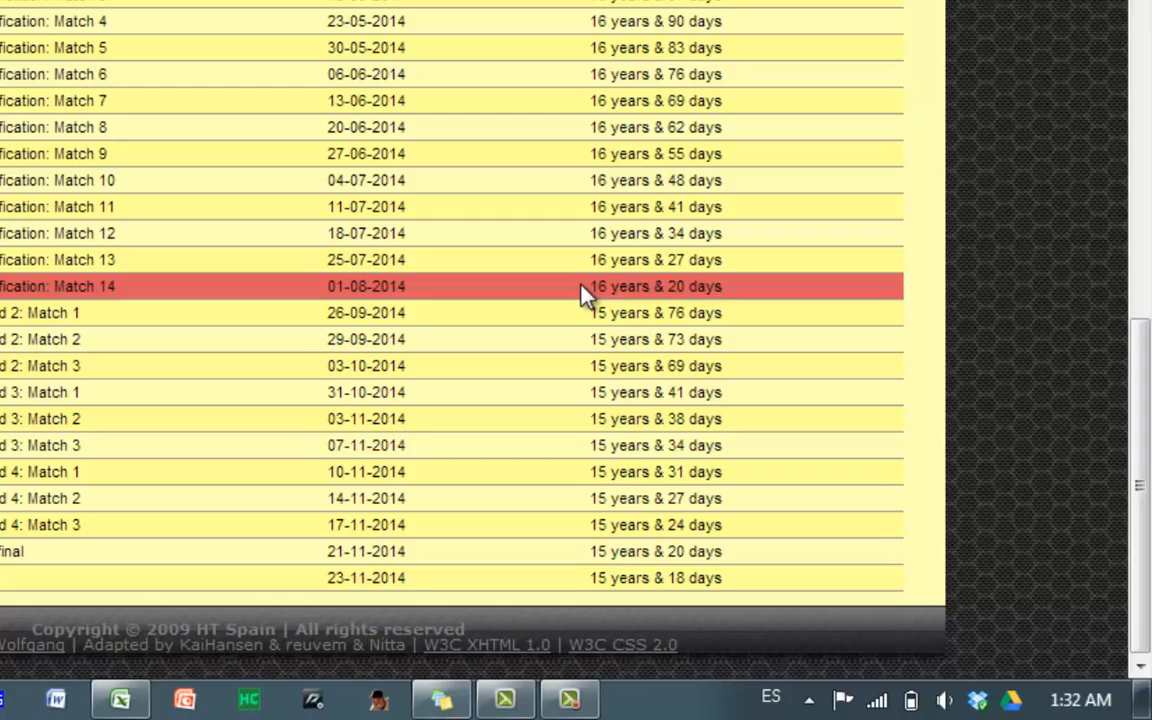 fication: Match 4 23-05-2014 16 years & 90 days
fication: Match 5 30-05-2014 16 years & 83 days
fication: Match 6 06-06-2014 16 years & 76 days
fication: Match 7 13-06-2014 16 years & 69 days
fication: Match 8 20-06-2014 16 years & 62 days
fication: Match 9 27-06-2014 16 years & 55 days
fication: Match 10 04-07-2014 16 years & 48 days
fication: Match 11 11-07-2014 16 years & 41 days
fication: Match 12 18-07-2014 16 years & 34 days
fication: Match 13 25-07-2014 16 years & 27 days
fication: Match 14 01-08-2014 16 years & 20 days
d 2: Match 1 26-09-2014 15 years & 76 days
d 2: Match 2 29-09-2014 15 years & 73 days
d 2: Match 3 03-10-2014 15 years & 69 days
d 3: Match 1 31-10-2014 15 years & 41 days
d 3: Match 2 03-11-2014 15 years & 38 days
d 3: Match 3 07-11-2014 15 years & 34 days
d 4: Match 1 10-11-2014 15 years & 31 days
d 4: Match 2 14-11-2014 15 years & 27 days
d 4: Match 3 17-11-2014 15 years & 24 days
final 21-11-2014 15 years & 20 days
23-11-2014 15 years & 18 days
Copyright © 2009 HT Spain | All rights reserved
Wolfgang | Adapted by KaiHansen & reuvem & Nitta | W3C XHTML 1.0 | W3C CSS 2.0
HC ES 1:32 AM